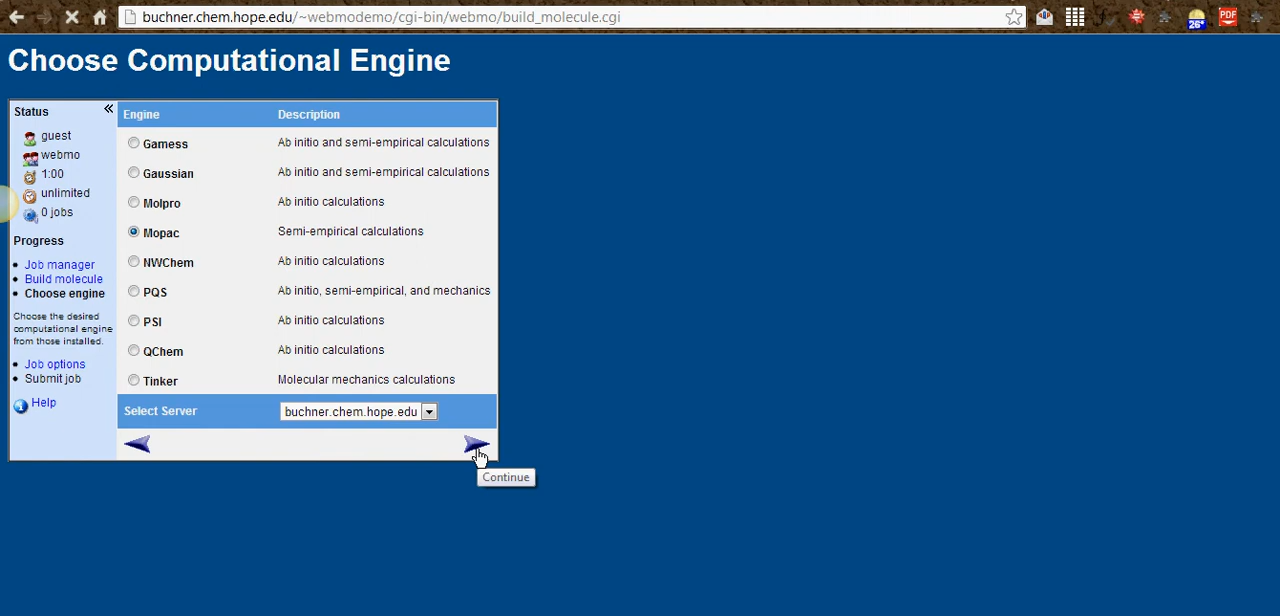 buchner.chem.hope.edu/~webmodemo/cgi-bin/webmo/build_molecule.cgi
26°
PDF
Choose Computational Engine
Status
guest
webmo
1:00
unlimited
0 jobs
Progress
Job manager
Build molecule
Choose engine
Choose the desired
computational engine
from those installed.
Job options
Submit job
Help
Engine Description
Gamess Ab initio and semi-empirical calculations
Gaussian Ab initio and semi-empirical calculations
Molpro Ab initio calculations
Mopac Semi-empirical calculations
NWChem Ab initio calculations
PQS Ab initio, semi-empirical, and mechanics
PSI Ab initio calculations
QChem Ab initio calculations
Tinker Molecular mechanics calculations
Select Server buchner.chem.hope.edu
Continue